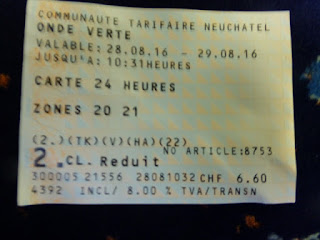 COMMUNAUTE TARIFAIRE NEUCHATEL
ONDE VERTE
VALABLE: 28.08.16 - 29.08.16
JUSQU'A: 10:31HEURES
CARTE 24 HEURES
ZONES 20 21
(2.)(TK)(V)(HA)(22)
NO ARTICLE:8753
2.CL. Reduit
300005 21556 28081032 CHF 6.60
4392 INCL/ 8.00 % TVA/TRANSN